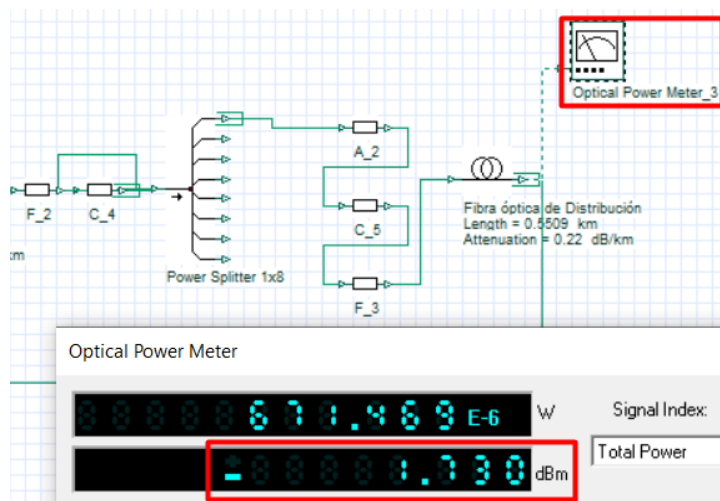 Optical Power Meter_3
A_2
F_2
C_4
C_5
Fibra óptica de Distribución
Length = 0.5509 km
Attenuation = 0.22 dB/km
km
Power Splitter 1x8
F_3
Optical Power Meter
671.469 E-6 W
Signal Index:
- 1.730 dBm
Total Power